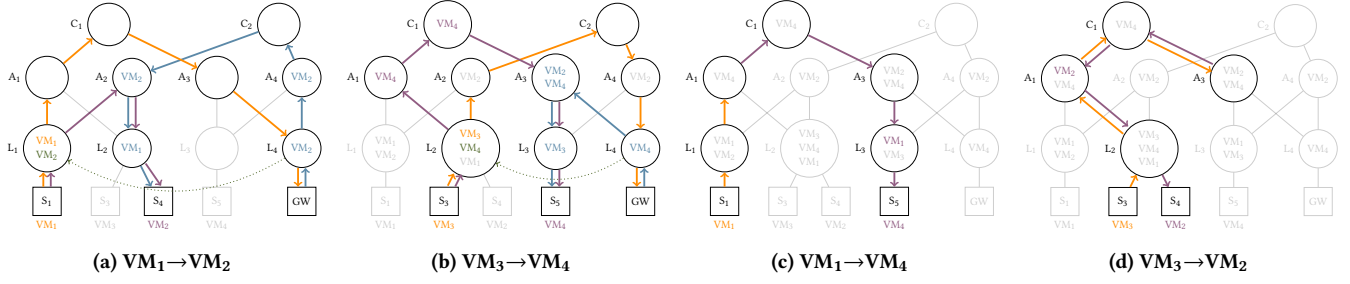 C₁ C₂
A₁ A₂ VM₂ A₃ A₄ VM₂
L₁ VM₁ VM₂ L₂ VM₁ L₃ L₄ VM₂
S₁ S₃ S₄ S₅ GW
VM₁ VM₃ VM₂ VM₄
(a) VM₁→VM₂
C₁ VM₄ C₂
A₁ VM₄ A₂ VM₂ A₃ VM₂ VM₄ A₄ VM₂
L₁ VM₁ VM₂ L₂ VM₃ VM₄ VM₁ L₃ VM₃ L₄ VM₄
S₁ S₃ S₄ S₅ GW
VM₁ VM₃ VM₂ VM₄
(b) VM₃→VM₄
C₁ VM₄ C₂
A₁ VM₄ A₂ VM₂ A₃ VM₂ VM₄ A₄ VM₂
L₁ VM₁ VM₂ L₂ VM₃ VM₄ VM₁ L₃ VM₁ VM₃ L₄ VM₄
S₁ S₃ S₄ S₅ GW
VM₁ VM₃ VM₂ VM₄
(c) VM₁→VM₄
C₁ VM₄ C₂
A₁ VM₂ VM₄ A₂ VM₂ A₃ VM₂ VM₄ A₄ VM₂
L₁ VM₁ VM₂ L₂ VM₃ VM₄ VM₁ L₃ VM₁ VM₃ L₄ VM₄
S₁ S₃ S₄ S₅ GW
VM₁ VM₃ VM₂ VM₄
(d) VM₃→VM₂